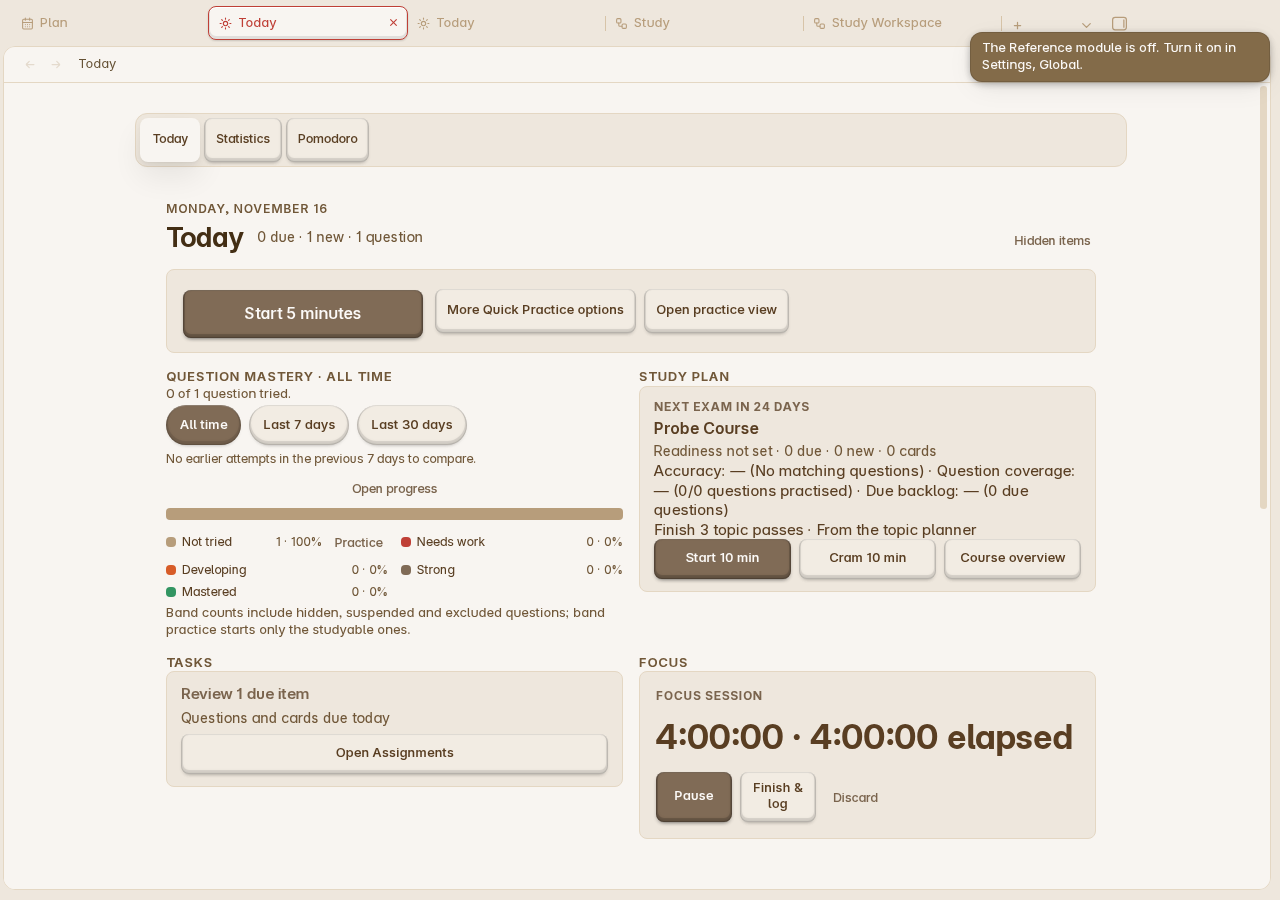 Plan
Today
Today
Study
Study Workspace
The Reference module is off. Turn it on in
Settings, Global.
Today
Today
Statistics
Pomodoro
MONDAY, NOVEMBER 16
Today
0 due · 1 new · 1 question
Hidden items
Start 5 minutes
More Quick Practice options
Open practice view
QUESTION MASTERY · ALL TIME
0 of 1 question tried.
All time
Last 7 days
Last 30 days
No earlier attempts in the previous 7 days to compare.
Open progress
Not tried
1 · 100%
Practice
Needs work
0 · 0%
Developing
0 · 0%
Strong
0 · 0%
Mastered
0 · 0%
Band counts include hidden, suspended and excluded questions; band
practice starts only the studyable ones.
STUDY PLAN
NEXT EXAM IN 24 DAYS
Probe Course
Readiness not set · 0 due · 0 new · 0 cards
Accuracy: — (No matching questions) · Question coverage:
— (0/0 questions practised) · Due backlog: — (0 due
questions)
Finish 3 topic passes · From the topic planner
Start 10 min
Cram 10 min
Course overview
TASKS
Review 1 due item
Questions and cards due today
Open Assignments
FOCUS
FOCUS SESSION
4:00:00 · 4:00:00 elapsed
Pause
Finish &
log
Discard